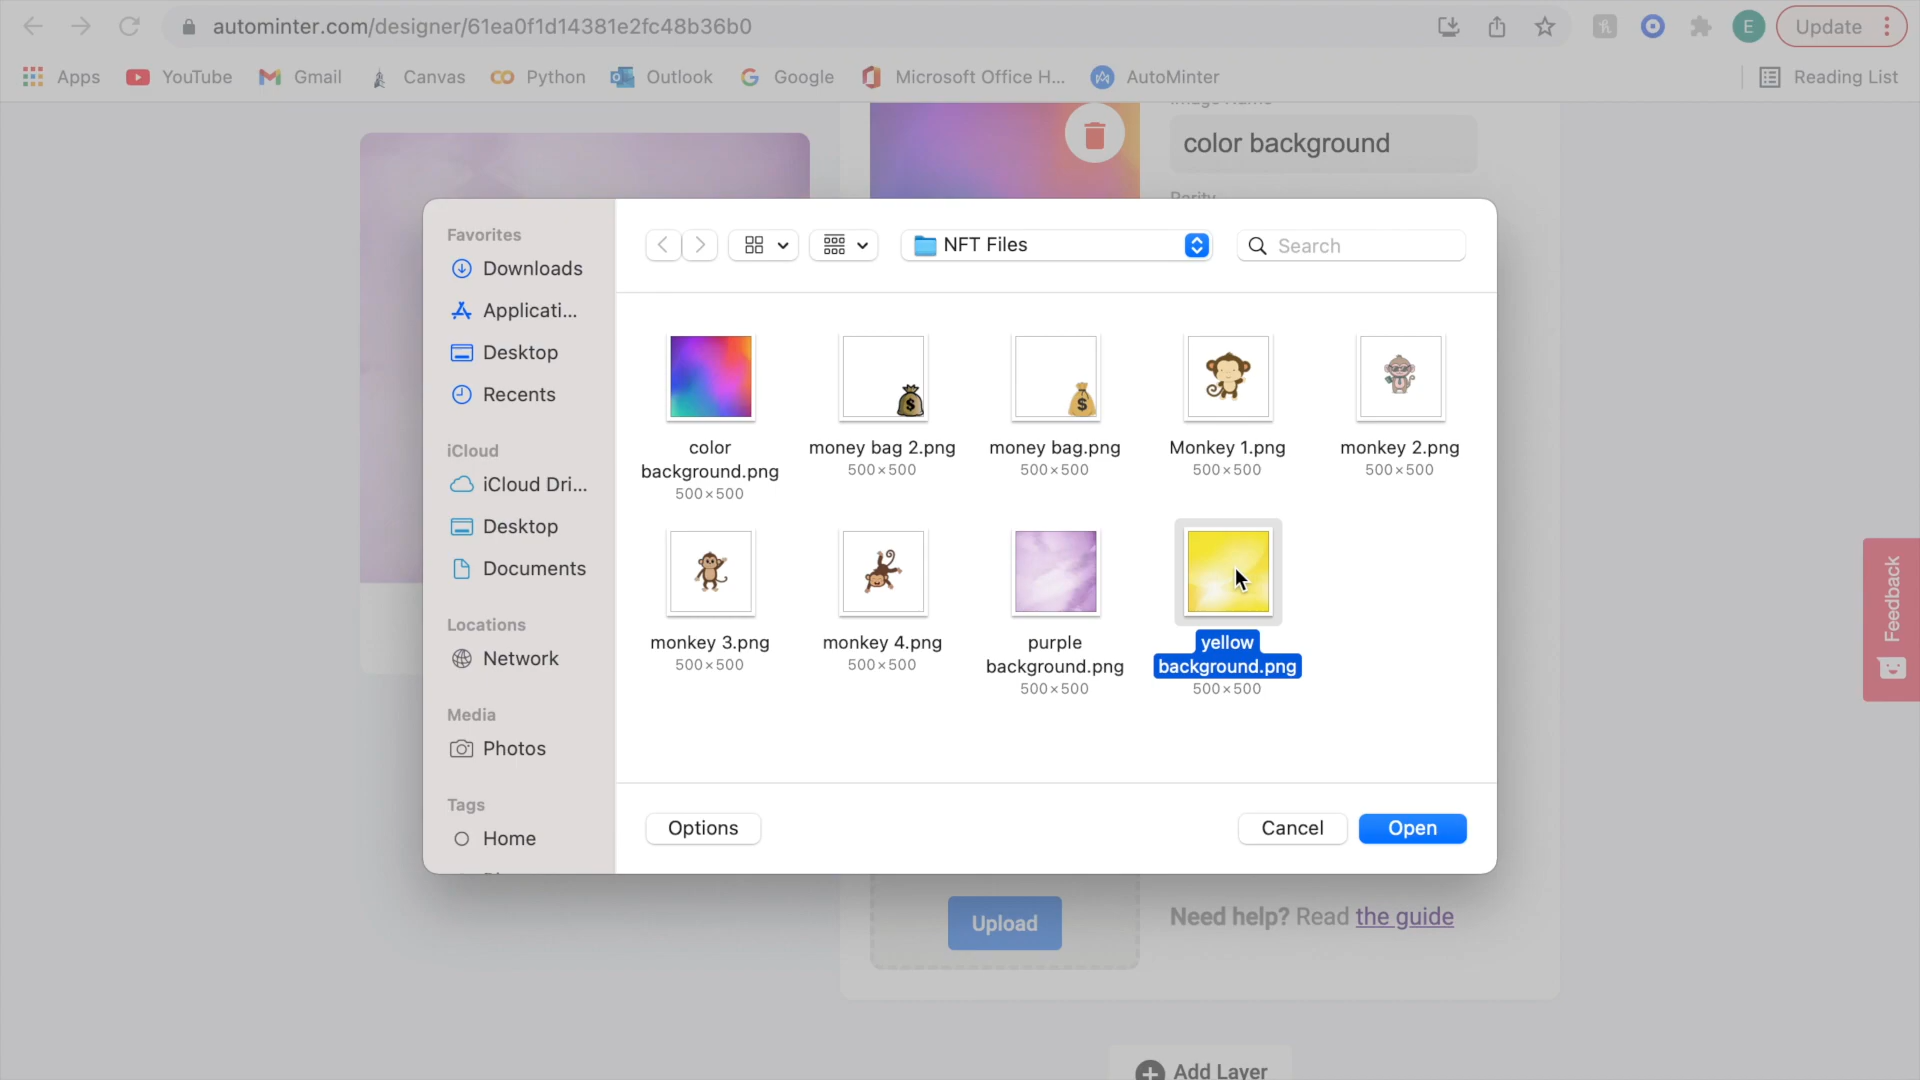 autominter.com/designer/61ea0f1d14381e2fc48b36b0
E
Update
Apps
YouTube
Gmail
Canvas
Python
Outlook
Google
Microsoft Office H...
AutoMinter
Reading List
color background
Favorites
Downloads
Applicati...
Desktop
Recents
iCloud
iCloud Dri...
Desktop
Documents
Locations
Network
Media
Photos
Tags
Home
NFT Files
Search
color
background.png
500×500
money bag 2.png
500×500
money bag.png
500×500
Monkey 1.png
500×500
monkey 2.png
500×500
monkey 3.png
500×500
monkey 4.png
500×500
purple
background.png
500×500
yellow
background.png
500×500
Options
Cancel
Open
Feedback
Upload
Need help? Read the guide
Add Layer